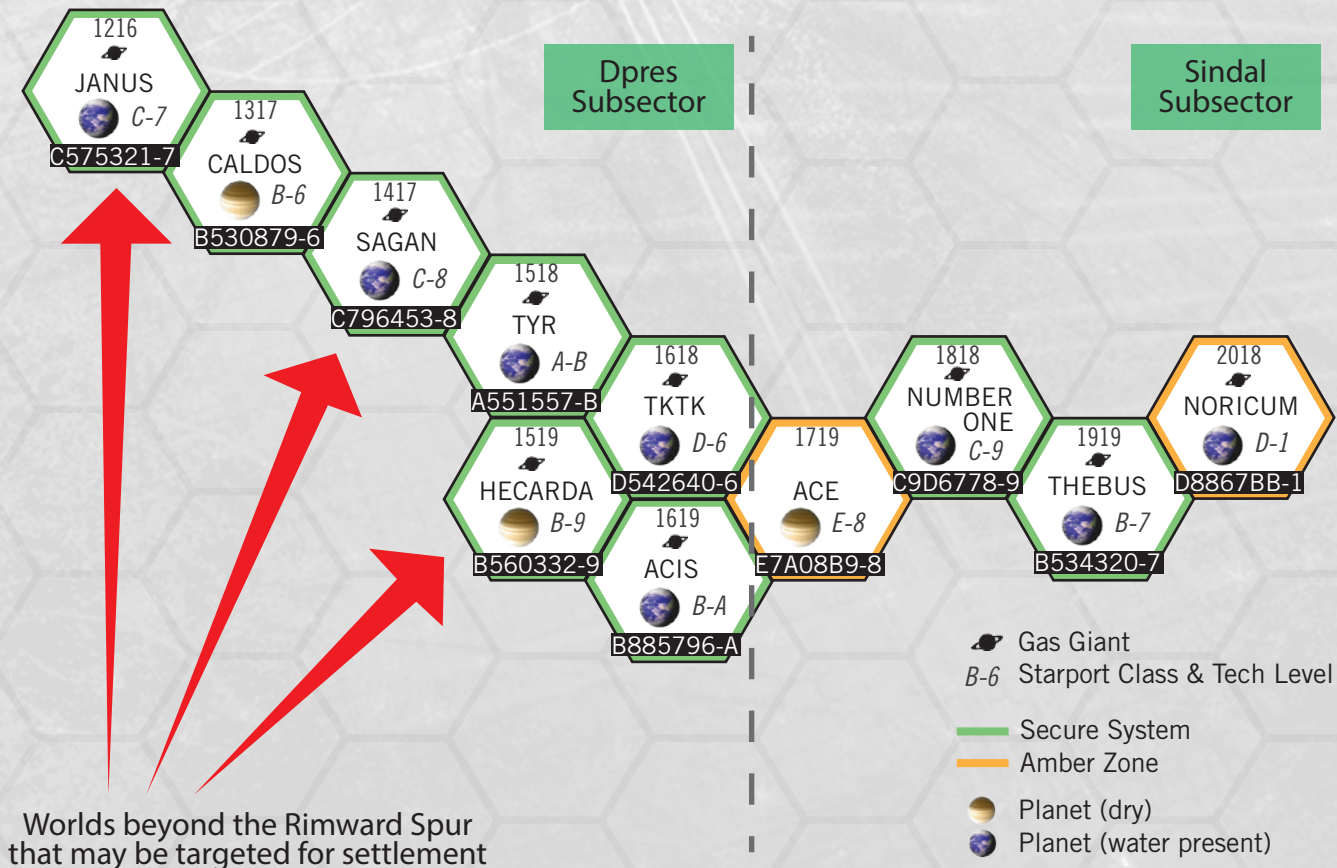 Dpres
Subsector
Sindal
Subsector
1216
JANUS
C-7
C575321-7
1317
CALDOS
B-6
B530879-6
1417
SAGAN
C-8
C796453-8
1518
TYR
A-B
A551557-B
1618
TKTK
D-6
D542640-6
1519
HECARDA
B-9
B560332-9
1619
ACIS
B-A
B885796-A
1719
ACE
E-8
E7A08B9-8
1818
NUMBER
ONE
C-9
C9D6778-9
1919
THEBUS
B-7
B534320-7
2018
NORICUM
D-1
D8867BB-1
Gas Giant
B-6 Starport Class & Tech Level
Secure System
Amber Zone
Planet (dry)
Planet (water present)
Worlds beyond the Rimward Spur
that may be targeted for settlement